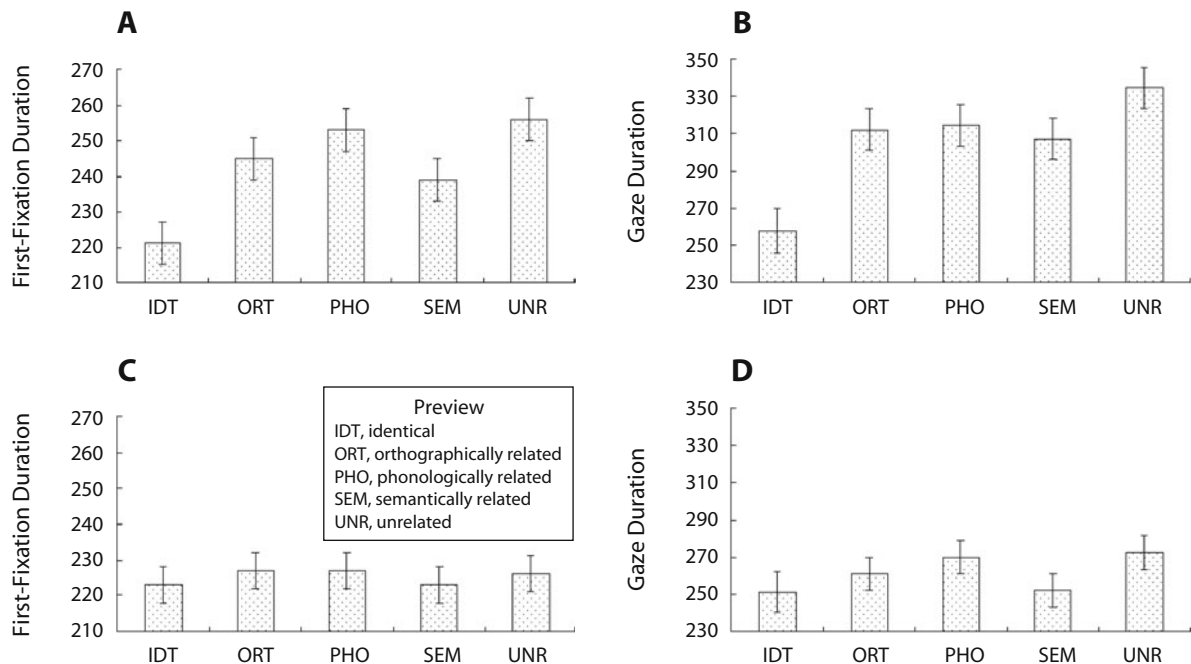 A
First-Fixation Duration
270
260
250
240
230
220
210
IDT ORT PHO SEM UNR
B
Gaze Duration
350
330
310
290
270
250
230
IDT ORT PHO SEM UNR
C
First-Fixation Duration
270
260
250
240
230
220
210
IDT ORT PHO SEM UNR
Preview
IDT, identical
ORT, orthographically related
PHO, phonologically related
SEM, semantically related
UNR, unrelated
D
Gaze Duration
350
330
310
290
270
250
230
IDT ORT PHO SEM UNR